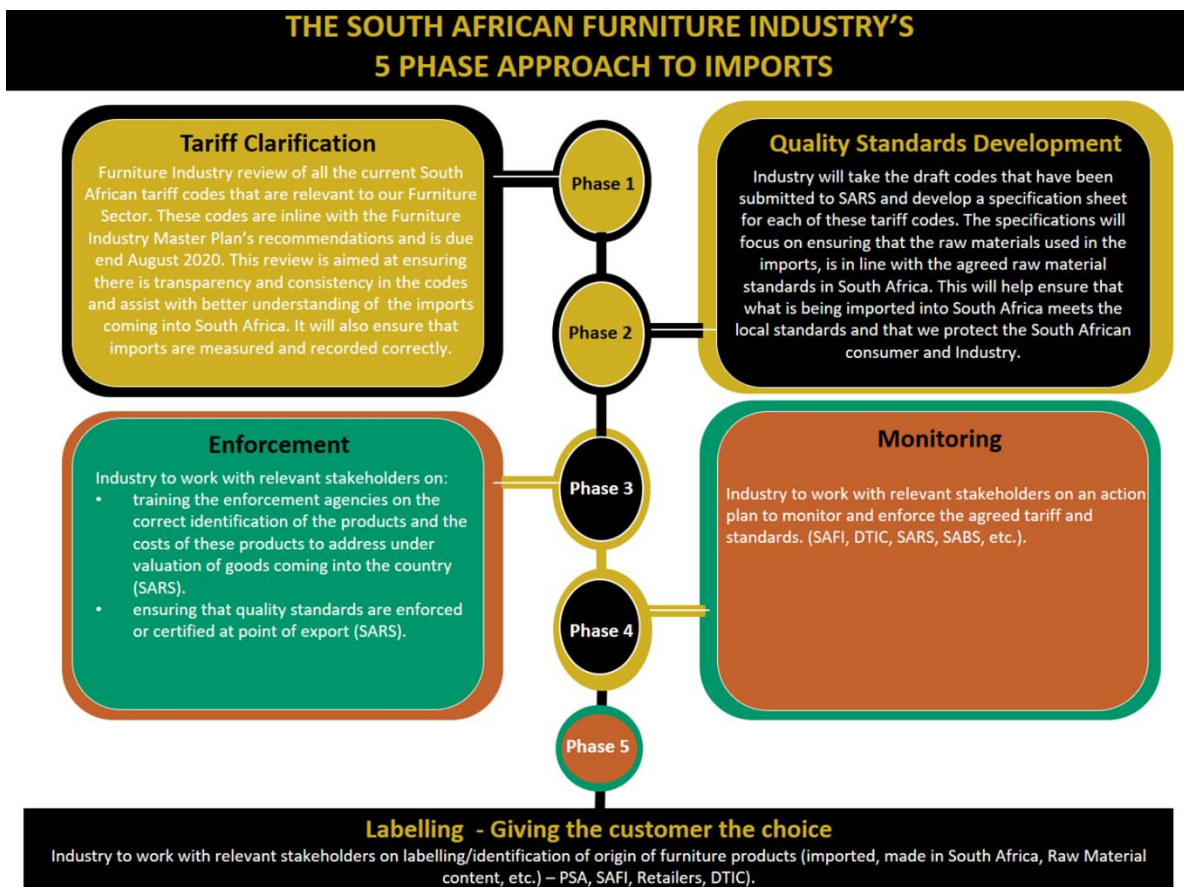 THE SOUTH AFRICAN FURNITURE INDUSTRY'S
5 PHASE APPROACH TO IMPORTS
Tariff Clarification
Furniture Industry review of all the current South
African tariff codes that are relevant to our Furniture
Sector. These codes are inline with the Furniture
Industry Master Plan's recommendations and is due
end August 2020. This review is aimed at ensuring
there is transparency and consistency in the codes
and assist with better understanding of the imports
coming into South Africa. It will also ensure that
imports are measured and recorded correctly.
Phase 1
Quality Standards Development
Industry will take the draft codes that have been
submitted to SARS and develop a specification sheet
for each of these tariff codes. The specifications will
focus on ensuring that the raw materials used in the
imports, is in line with the agreed raw material
standards in South Africa. This will help ensure that
what is being imported into South Africa meets the
local standards and that we protect the South African
consumer and Industry.
Phase 2
Enforcement
Industry to work with relevant stakeholders on:
• training the enforcement agencies on the
correct identification of the products and the
costs of these products to address under
valuation of goods coming into the country
(SARS).
• ensuring that quality standards are enforced
or certified at point of export (SARS).
Phase 3
Monitoring
Industry to work with relevant stakeholders on an action
plan to monitor and enforce the agreed tariff and
standards. (SAFI, DTIC, SARS, SABS, etc.).
Phase 4
Phase 5
Labelling - Giving the customer the choice
Industry to work with relevant stakeholders on labelling/identification of origin of furniture products (imported, made in South Africa, Raw Material
content, etc.) – PSA, SAFI, Retailers, DTIC).